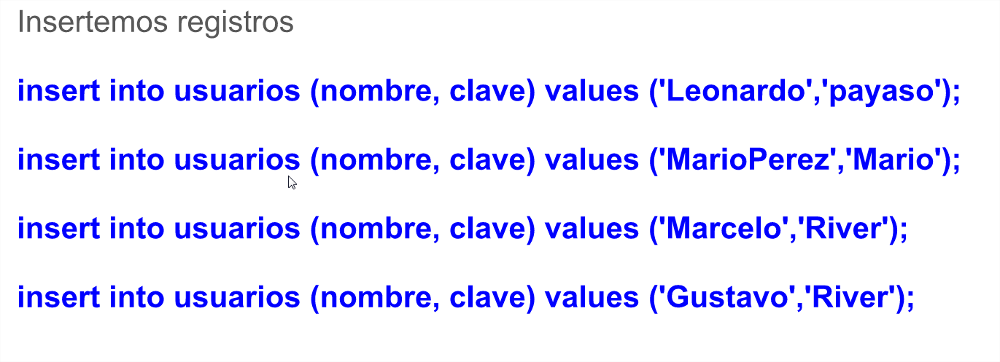 Insertemos registros
insert into usuarios (nombre, clave) values ('Leonardo','payaso');
insert into usuarios (nombre, clave) values ('MarioPerez','Mario');
insert into usuarios (nombre, clave) values ('Marcelo','River');
insert into usuarios (nombre, clave) values ('Gustavo','River');